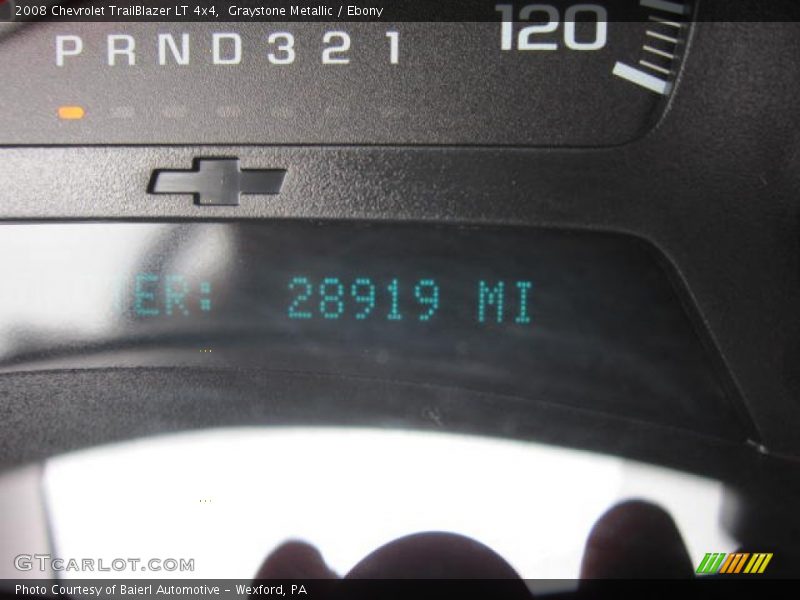 2008 Chevrolet TrailBlazer LT 4x4, Graystone Metallic / Ebony
120
P R N D 3 2 1
ER: 28919 MI
GTCARLOT.COM
Photo Courtesy of Baierl Automotive - Wexford, PA